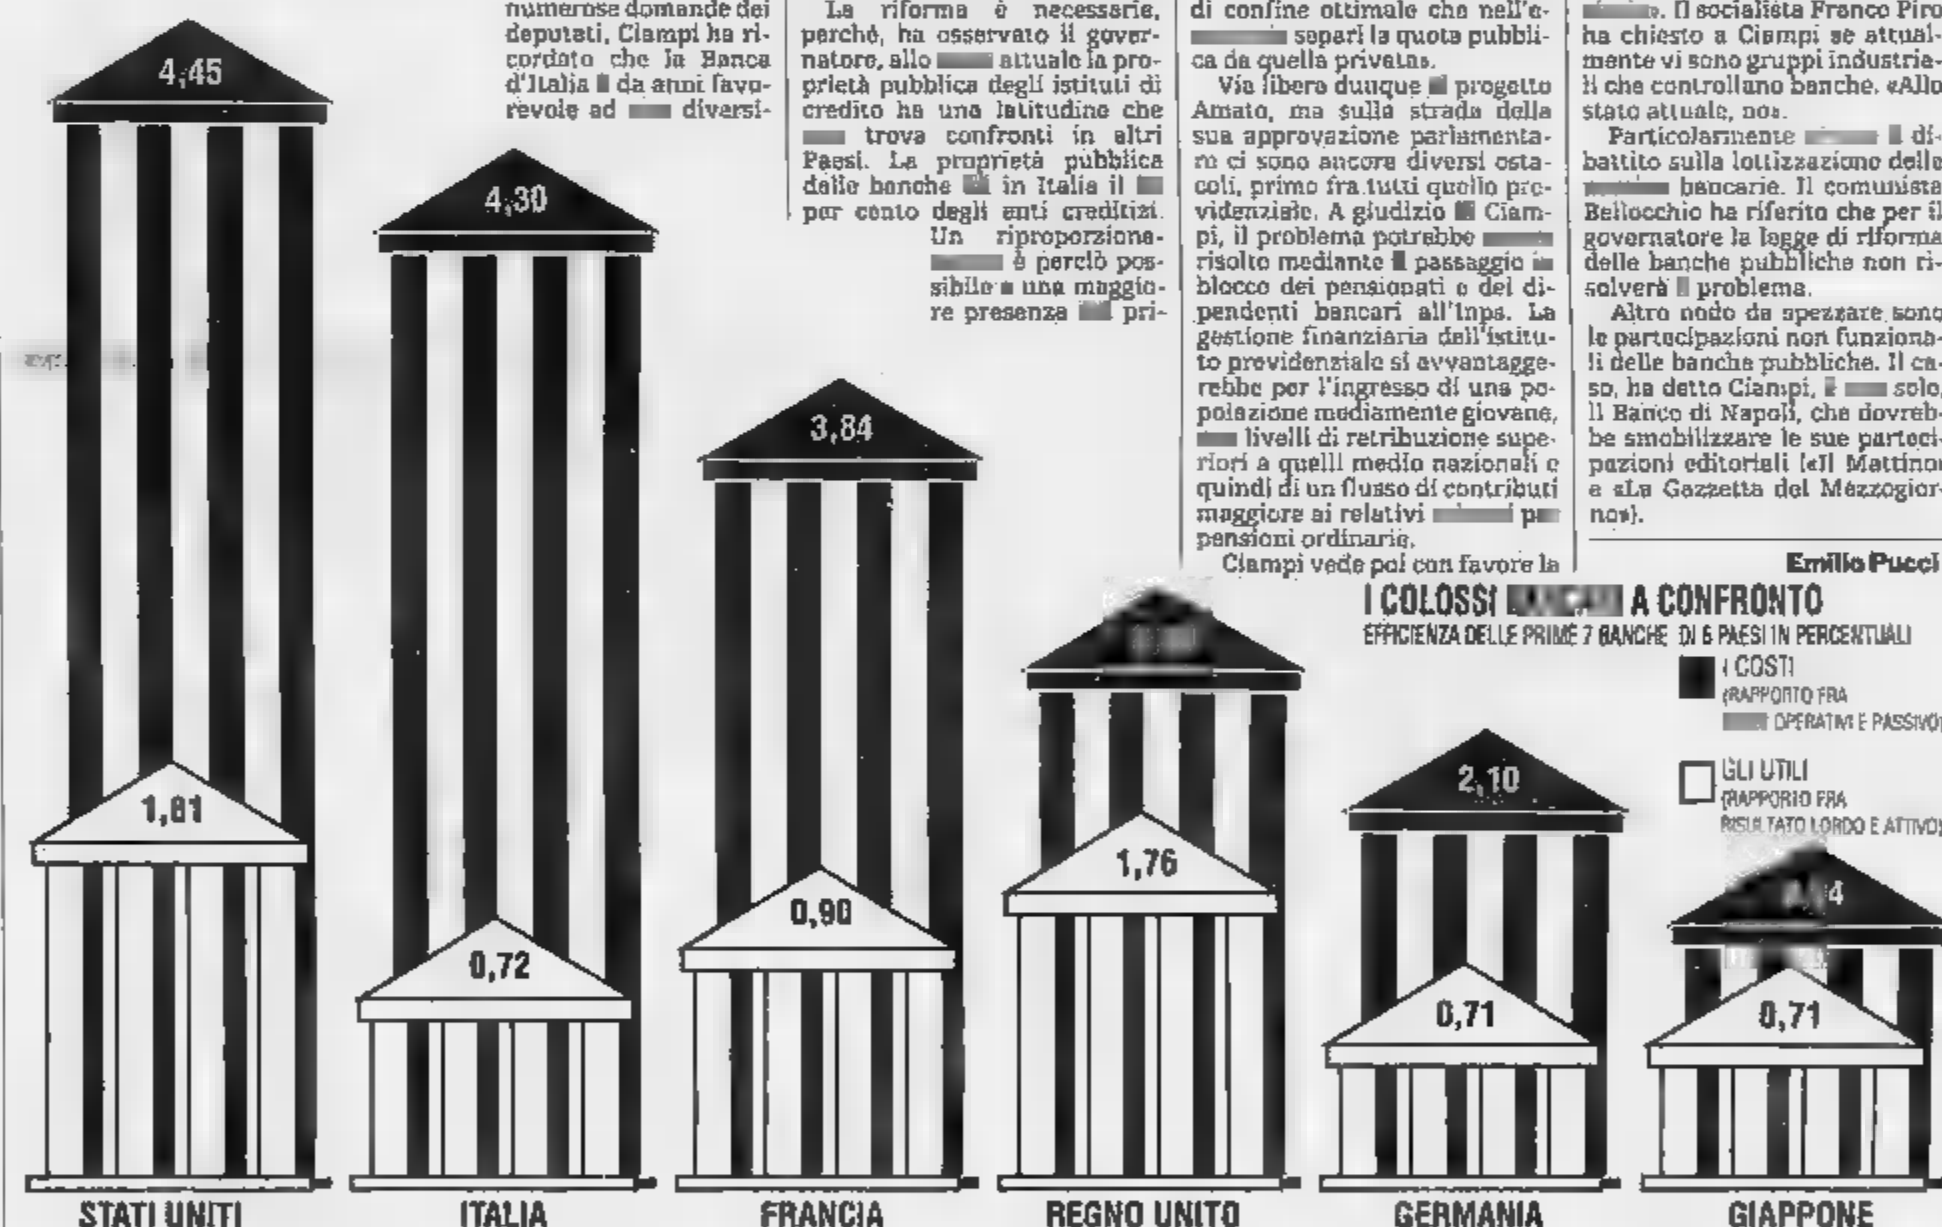 numerose domande dei
deputati, Ciampi ha ri-
cordato che la Banca
d'Italia da anni favo-
revole ad diversi-
La riforma è necessaria,
perché, ha osservato il gover-
natore, allo attuale la pro-
prietà pubblica degli istituti di
credito ha una latitudine che
trova confronti in altri
Paesi. La proprietà pubblica
delle banche in Italia il
per cento degli enti creditizi.
Un riproporziona-
è perciò pos-
sibile a una maggio-
re presenza pri-
di confine ottimale che nell'e-
separi la quota pubbli-
ca da quella privata».
Via libera dunque progetto
Amato, ma sulla strada della
sua approvazione parlamenta-
re ci sono ancora diversi osta-
coli, primo fra tutti quello pre-
videnziale. A giudizio Ciam-
pi, il problema potrebbe
risolto mediante passaggio in
blocco dei pensionati e dei di-
pendenti bancari all'Inps. La
gestione finanziaria dell'istitu-
to previdenziale si avvantagge-
rebbe per l'ingresso di una po-
polazione mediamente giovane,
livelli di retribuzione supe-
riori a quelli medio nazionali e
quindi di un flusso di contributi
maggiore ai relativi per
pensioni ordinarie.
Ciampi vede poi con favore la
Il socialista Franco Piro
ha chiesto a Ciampi se attual-
mente vi sono gruppi industria-
li che controllano banche. «Allo
stato attuale, no».
Particolarmente di-
battito sulla lottizzazione delle
bancarie. Il comunista
Bellocchio ha riferito che per il
governatore la legge di riforma
delle banche pubbliche non ri-
solverà problema.
Altro nodo da spezzare sono
le partecipazioni non funziona-
li delle banche pubbliche. Il ca-
so, ha detto Ciampi, solo,
Il Banco di Napoli, che dovreb-
be smobilizzare le sue parteci-
pazioni editoriali («Il Mattino»
e «La Gazzetta del Mezzogior-
no»).
Emilio Pucci
I COLOSSI A CONFRONTO
EFFICIENZA DELLE PRIME 7 BANCHE DI 6 PAESI IN PERCENTUALI
I COSTI
(RAPPORTO FRA
OPERATIVI E PASSIVO)
GLI UTILI
(RAPPORTO FRA
RISULTATO LORDO E ATTIVO)
4,45
4,30
3,84
2,10
1,81
0,72
0,90
1,76
0,71
0,71
STATI UNITI
ITALIA
FRANCIA
REGNO UNITO
GERMANIA
GIAPPONE